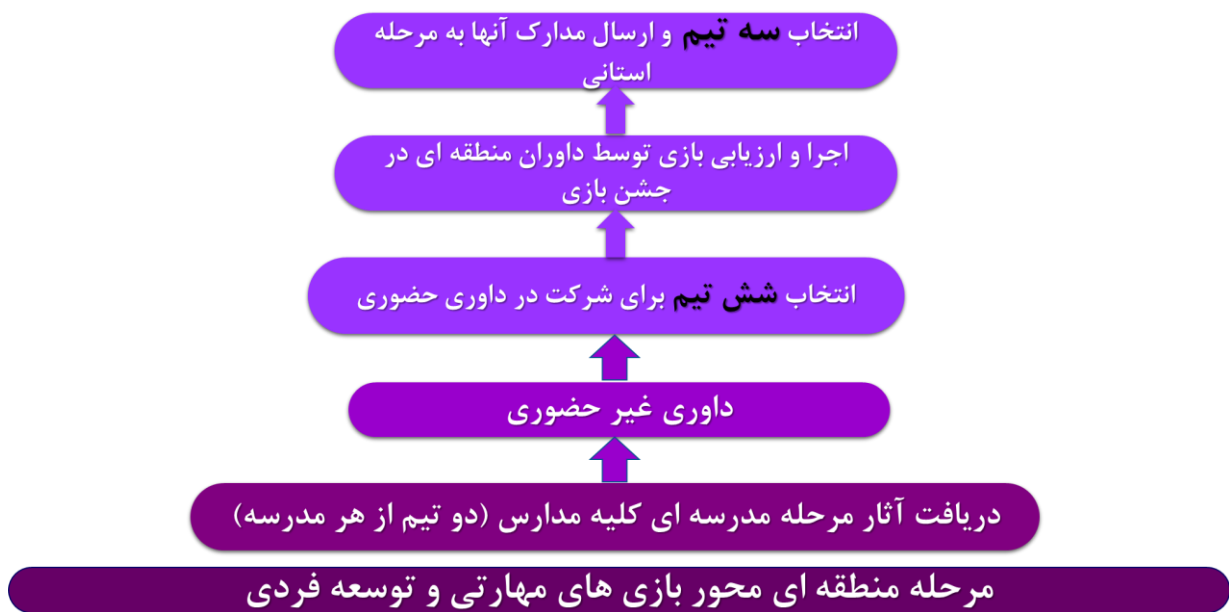 انتخاب سه تیم و ارسال مدارک آنها به مرحله
استانی
اجرا و ارزیابی بازی توسط داوران منطقه ای در
جشن بازی
انتخاب شش تیم برای شرکت در داوری حضوری
داوری غیر حضوری
دریافت آثار مرحله مدرسه ای کلیه مدارس (دو تیم از هر مدرسه)
مرحله منطقه ای محور بازی های مهارتی و توسعه فردی